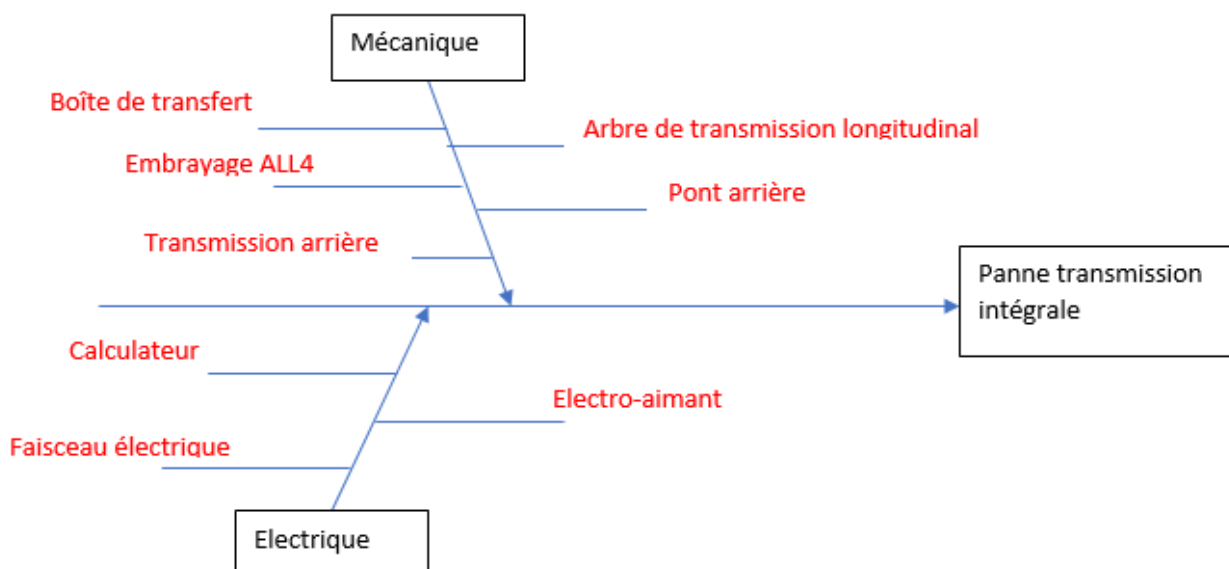 Mécanique
Boîte de transfert
Arbre de transmission longitudinal
Embrayage ALL4
Pont arrière
Transmission arrière
Panne transmission
intégrale
Calculateur
Electro-aimant
Faisceau électrique
Electrique